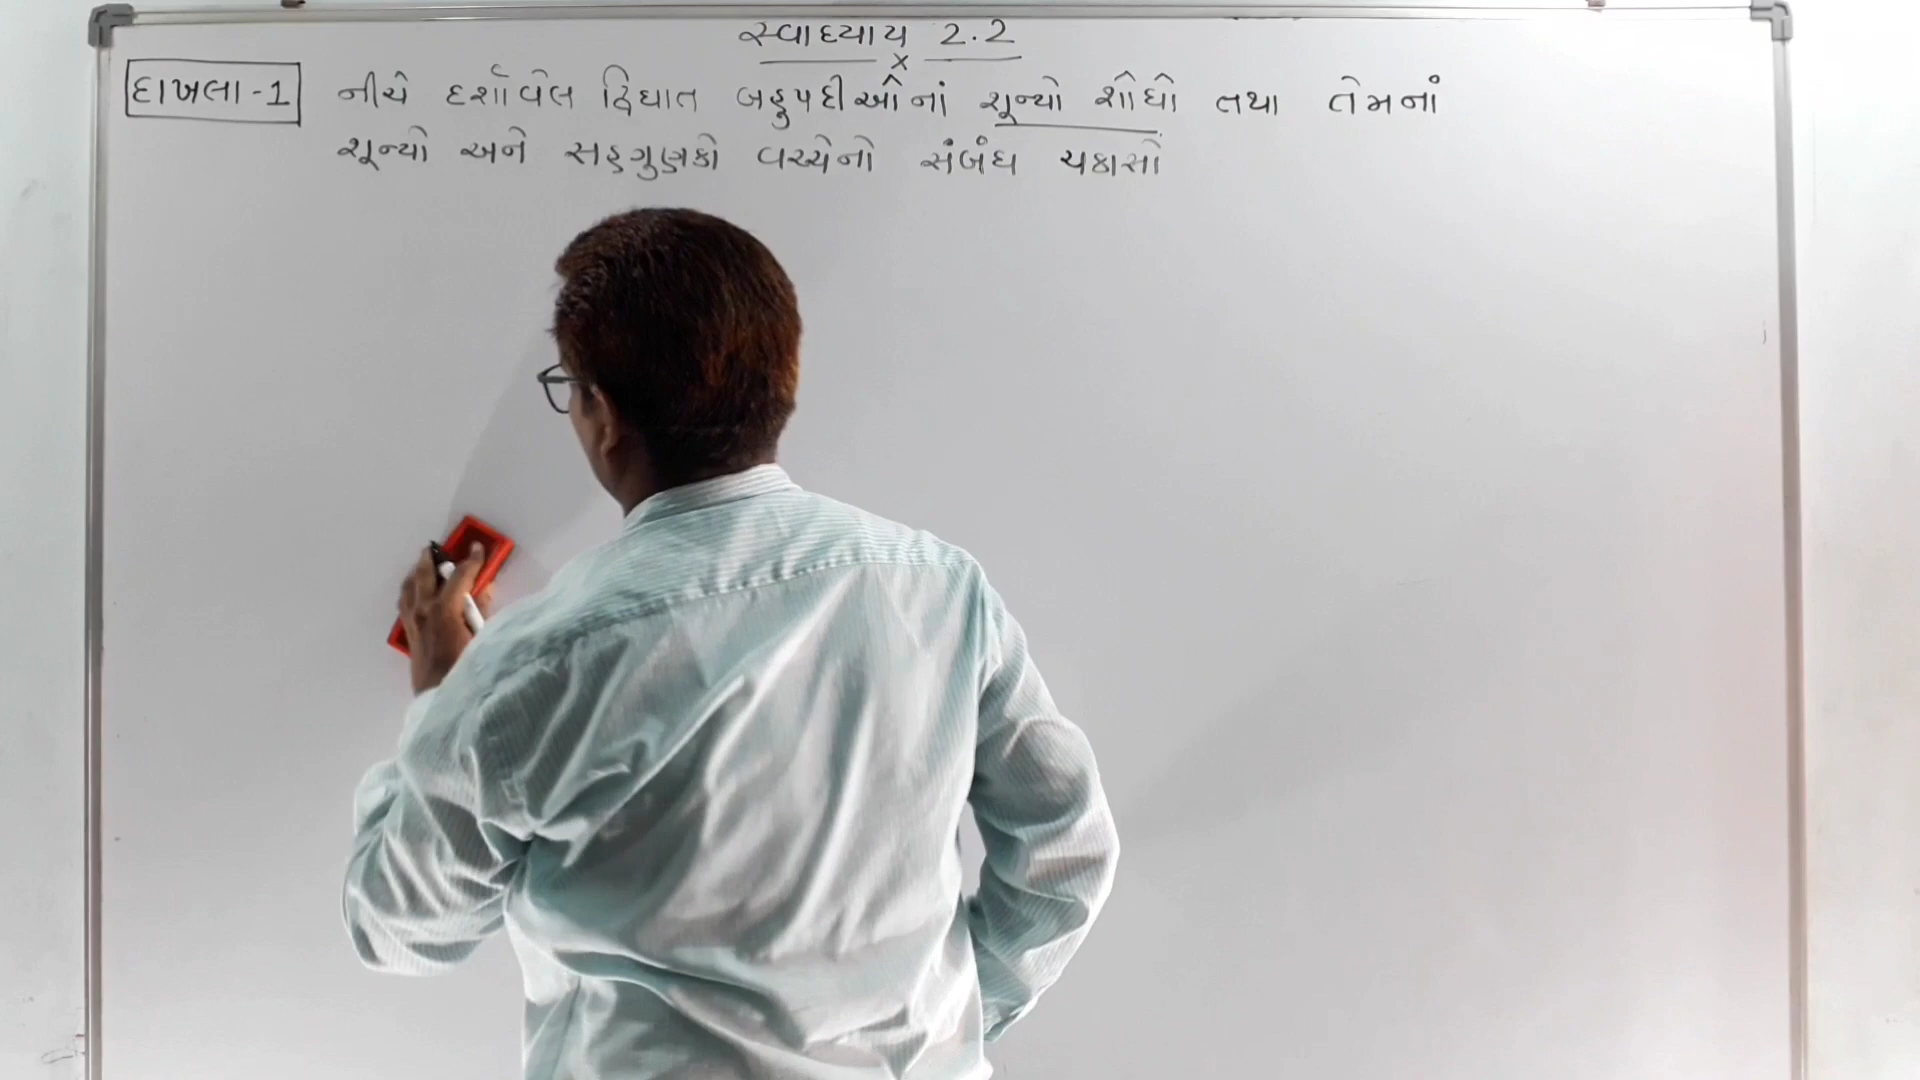 સ્વાધ્યાય 2.2
x
દાખલા-1 નીચે દર્શાવેલ દ્વિઘાત બહુપદીઓનાં શૂન્યો શોધો તથા તેમનાં
શૂન્યો અને સહગુણકો વચ્ચેનો સંબંધ ચકાસો